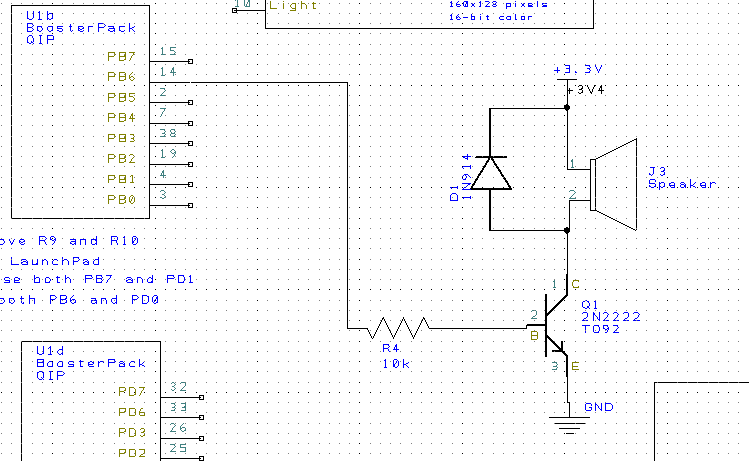 U1b
BoosterPack
QIP
PB7 15
PB6 14
PB5 2
PB4 7
PB3 38
PB2 19
PB1 4
PB0 3
10 Light
160x128 pixels
16-bit color
+3.3V
+3V4
D1
1N914
1
2
J3
Speaker
ove R9 and R10
LaunchPad
se both PB7 and PD1
ooth PB6 and PD0
R4
10k
1 C
2
B
3 E
Q1
2N2222
TO92
GND
U1d
BoosterPack
QIP
PD7 32
PD6 33
PD3 26
PD2 25